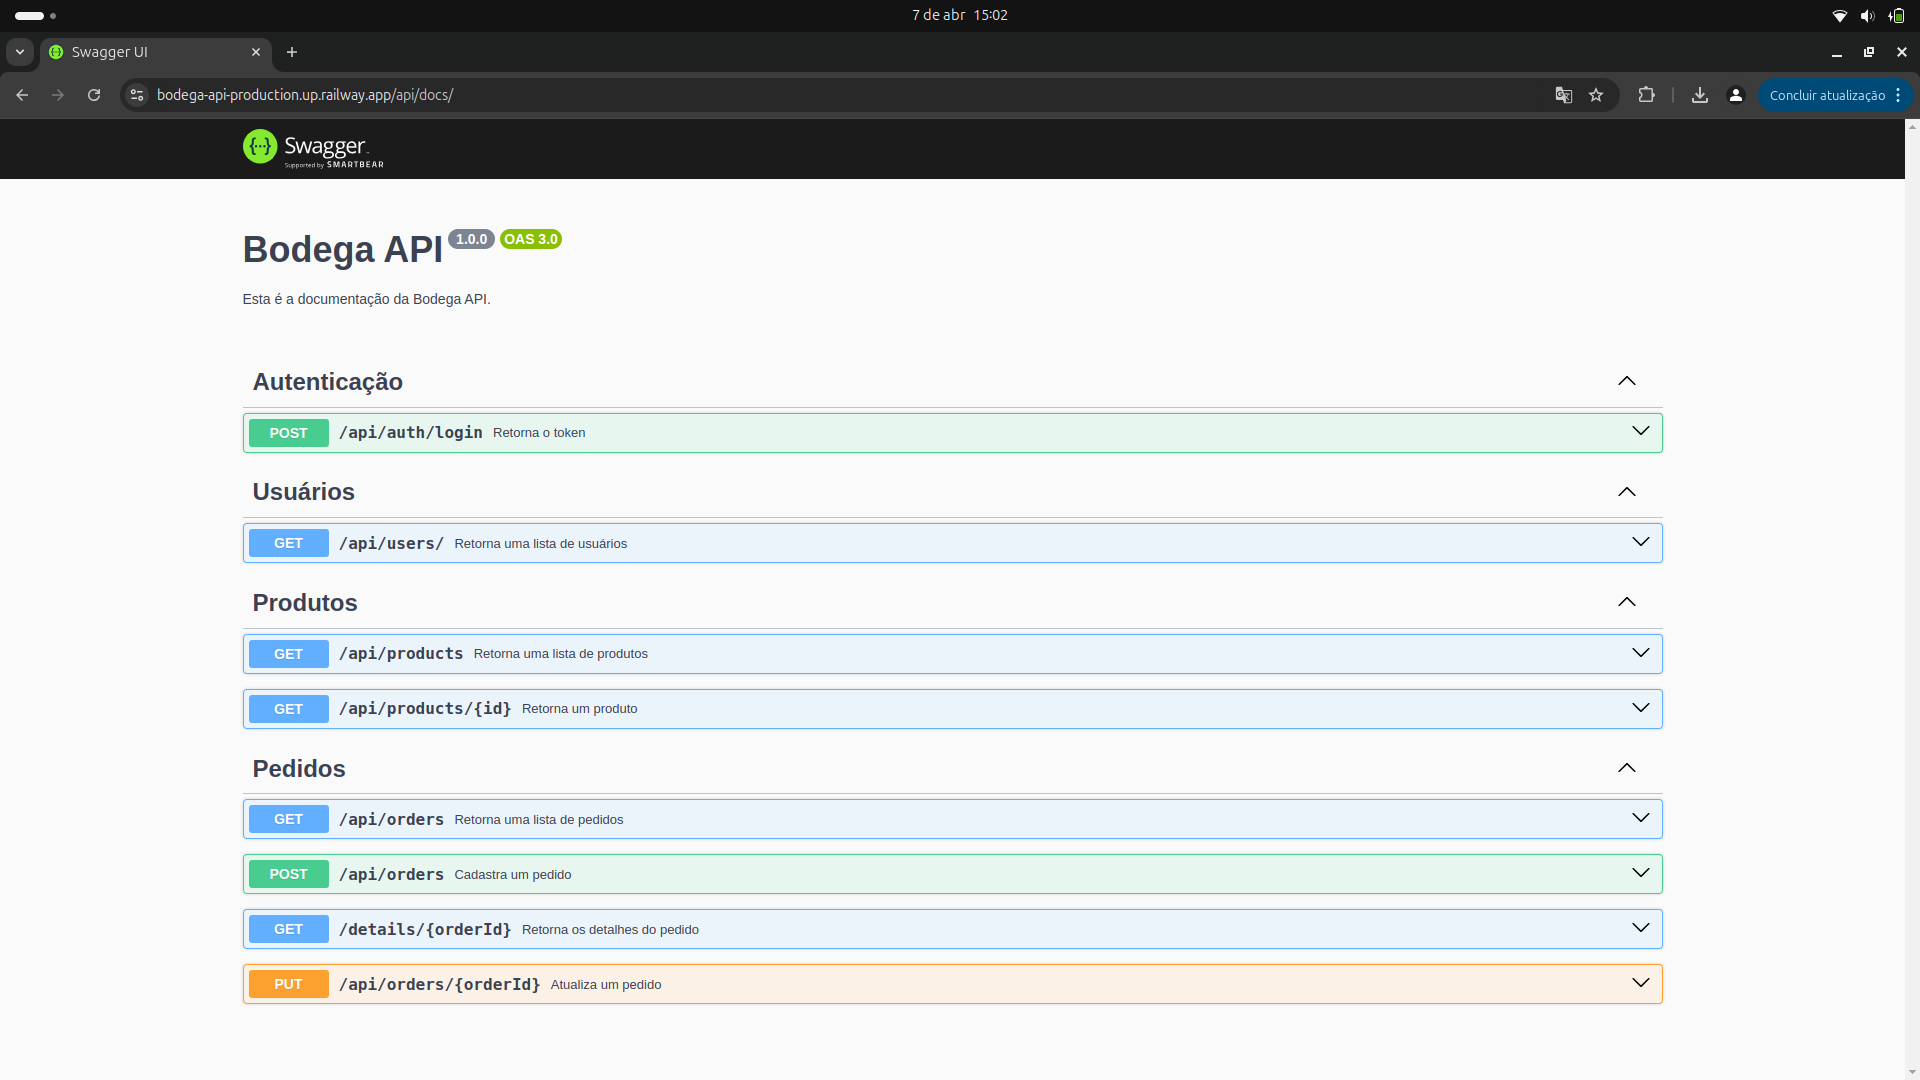 7 de abr 15:02
Swagger UI
bodega-api-production.up.railway.app/api/docs/
Concluir atualização
Swagger
Supported by SMARTBEAR
Bodega API 1.0.0 OAS 3.0
Esta é a documentação da Bodega API.
Autenticação
POST /api/auth/login Retorna o token
Usuários
GET /api/users/ Retorna uma lista de usuários
Produtos
GET /api/products Retorna uma lista de produtos
GET /api/products/{id} Retorna um produto
Pedidos
GET /api/orders Retorna uma lista de pedidos
POST /api/orders Cadastra um pedido
GET /details/{orderId} Retorna os detalhes do pedido
PUT /api/orders/{orderId} Atualiza um pedido